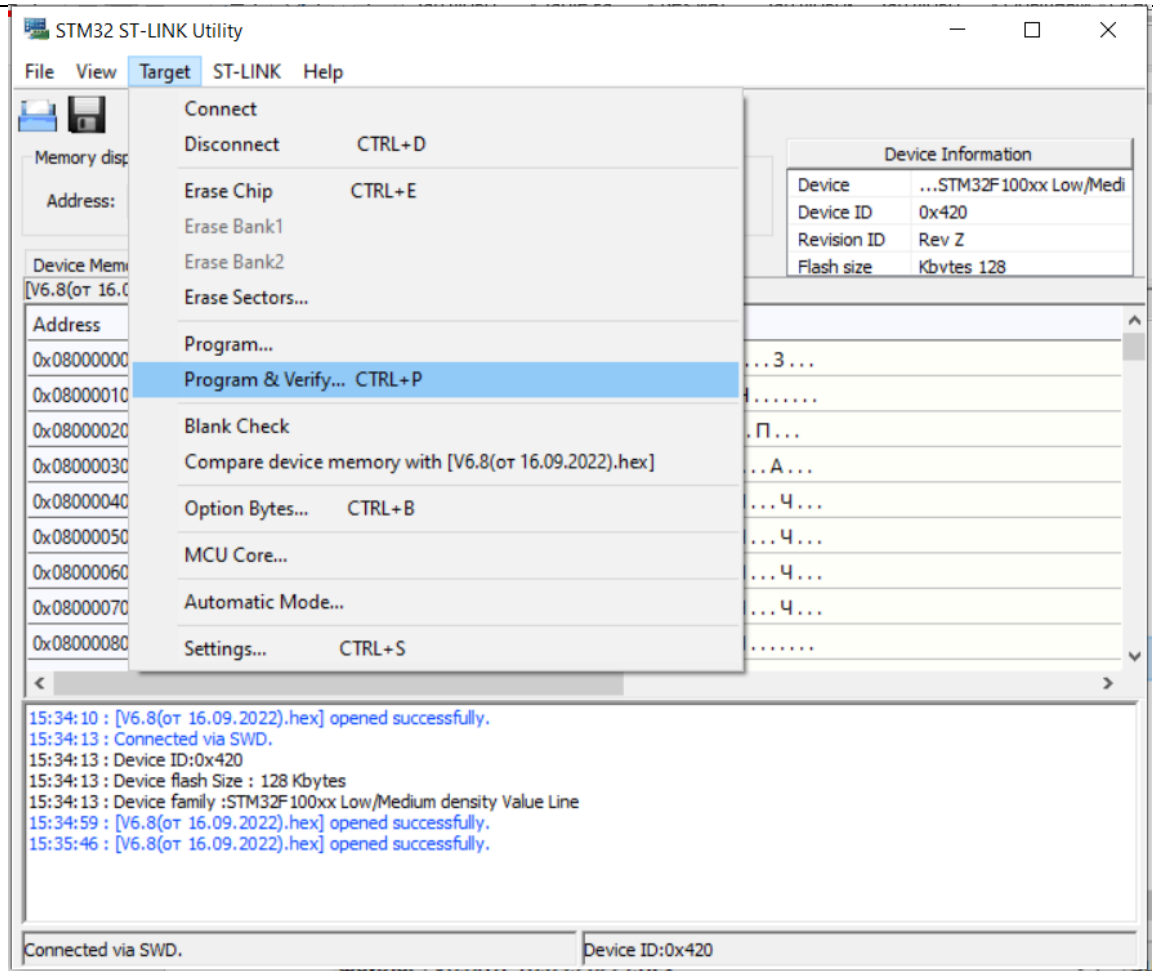 STM32 ST-LINK Utility
File View Target ST-LINK Help
Connect
Disconnect CTRL+D
Erase Chip CTRL+E
Erase Bank1
Erase Bank2
Erase Sectors...
Program...
Program & Verify... CTRL+P
Blank Check
Compare device memory with [V6.8(от 16.09.2022).hex]
Option Bytes... CTRL+B
MCU Core...
Automatic Mode...
Settings... CTRL+S
Memory disp
Address:
Device Information
Device ...STM32F100xx Low/Medi
Device ID 0x420
Revision ID Rev Z
Flash size Kbytes 128
Device Mem
[V6.8(от 16.0
Address
0x08000000 ...З...
0x08000010 .......
0x08000020 .П...
0x08000030 ...А...
0x08000040 ...Ч...
0x08000050 ...Ч...
0x08000060 ...Ч...
0x08000070 ...Ч...
0x08000080 .......
15:34:10 : [V6.8(от 16.09.2022).hex] opened successfully.
15:34:13 : Connected via SWD.
15:34:13 : Device ID:0x420
15:34:13 : Device flash Size : 128 Kbytes
15:34:13 : Device family :STM32F100xx Low/Medium density Value Line
15:34:59 : [V6.8(от 16.09.2022).hex] opened successfully.
15:35:46 : [V6.8(от 16.09.2022).hex] opened successfully.
Connected via SWD. Device ID:0x420